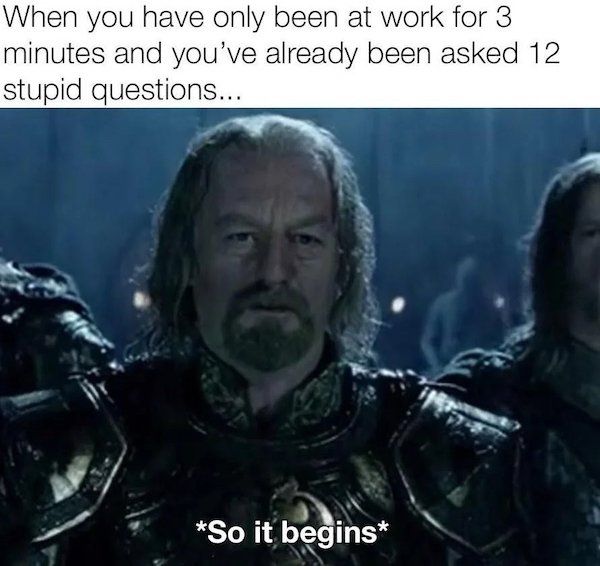 When you have only been at work for 3
minutes and you’ve already been asked 12
stupid questions...
*So it begins*